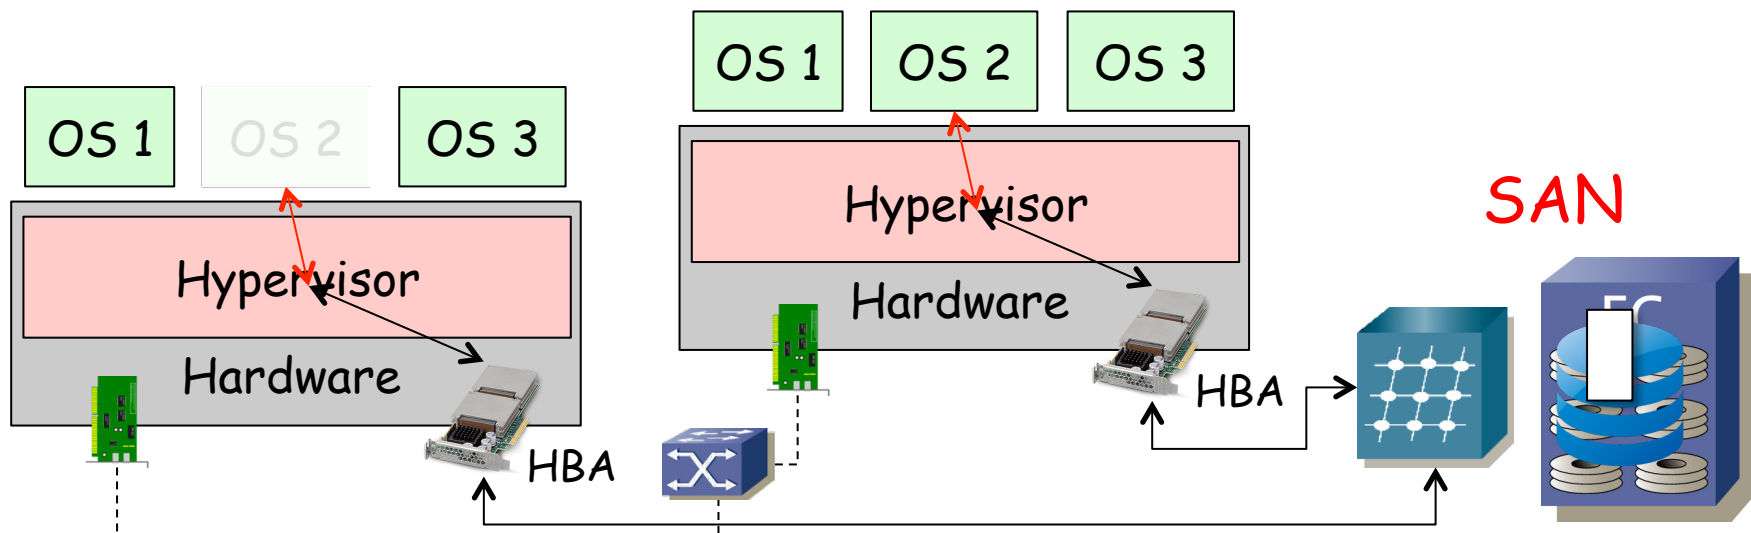 OS 1
OS 2
OS 3
Hypervisor
Hardware
HBA
OS 1
OS 2
OS 3
Hypervisor
Hardware
HBA
SAN